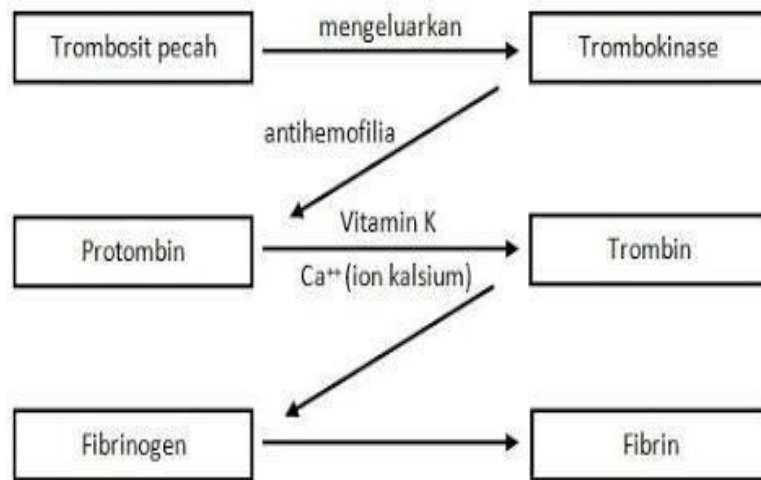 Trombosit pecah
mengeluarkan
Trombokinase
antihemofilia
Protombin
Vitamin K
Ca⁺⁺(ion kalsium)
Trombin
Fibrinogen
Fibrin